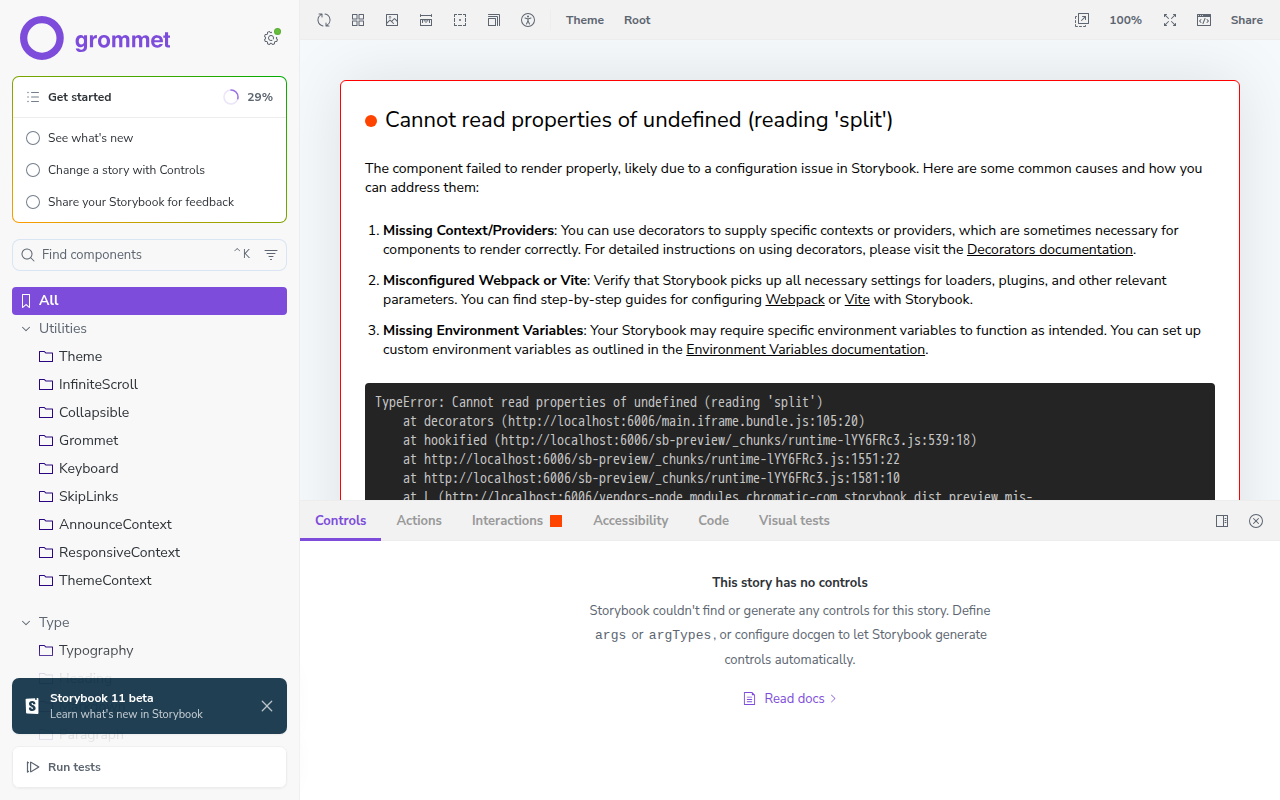 grommet
Get started
29%
See what's new
Change a story with Controls
Share your Storybook for feedback
Find components
^ K
All
Utilities
Theme
InfiniteScroll
Collapsible
Grommet
Keyboard
SkipLinks
AnnounceContext
ResponsiveContext
ThemeContext
Type
Typography
Heading
Storybook 11 beta
Learn what's new in Storybook
Paragraph
Run tests
Theme
Root
100%
Share
Cannot read properties of undefined (reading 'split')
The component failed to render properly, likely due to a configuration issue in Storybook. Here are some common causes and how you
can address them:
1. Missing Context/Providers: You can use decorators to supply specific contexts or providers, which are sometimes necessary for
components to render correctly. For detailed instructions on using decorators, please visit the Decorators documentation.
2. Misconfigured Webpack or Vite: Verify that Storybook picks up all necessary settings for loaders, plugins, and other relevant
parameters. You can find step-by-step guides for configuring Webpack or Vite with Storybook.
3. Missing Environment Variables: Your Storybook may require specific environment variables to function as intended. You can set up
custom environment variables as outlined in the Environment Variables documentation.
TypeError: Cannot read properties of undefined (reading 'split')
at decorators (http://localhost:6006/main.iframe.bundle.js:105:20)
at hookified (http://localhost:6006/sb-preview/_chunks/runtime-lYY6FRc3.js:539:18)
at http://localhost:6006/sb-preview/_chunks/runtime-lYY6FRc3.js:1551:22
at http://localhost:6006/sb-preview/_chunks/runtime-lYY6FRc3.js:1581:10
at L (http://localhost:6006/vendors-node_modules_chromatic-com_storybook_dist_preview_mjs-
Controls
Actions
Interactions
Accessibility
Code
Visual tests
This story has no controls
Storybook couldn't find or generate any controls for this story. Define
args or argTypes, or configure docgen to let Storybook generate
controls automatically.
Read docs